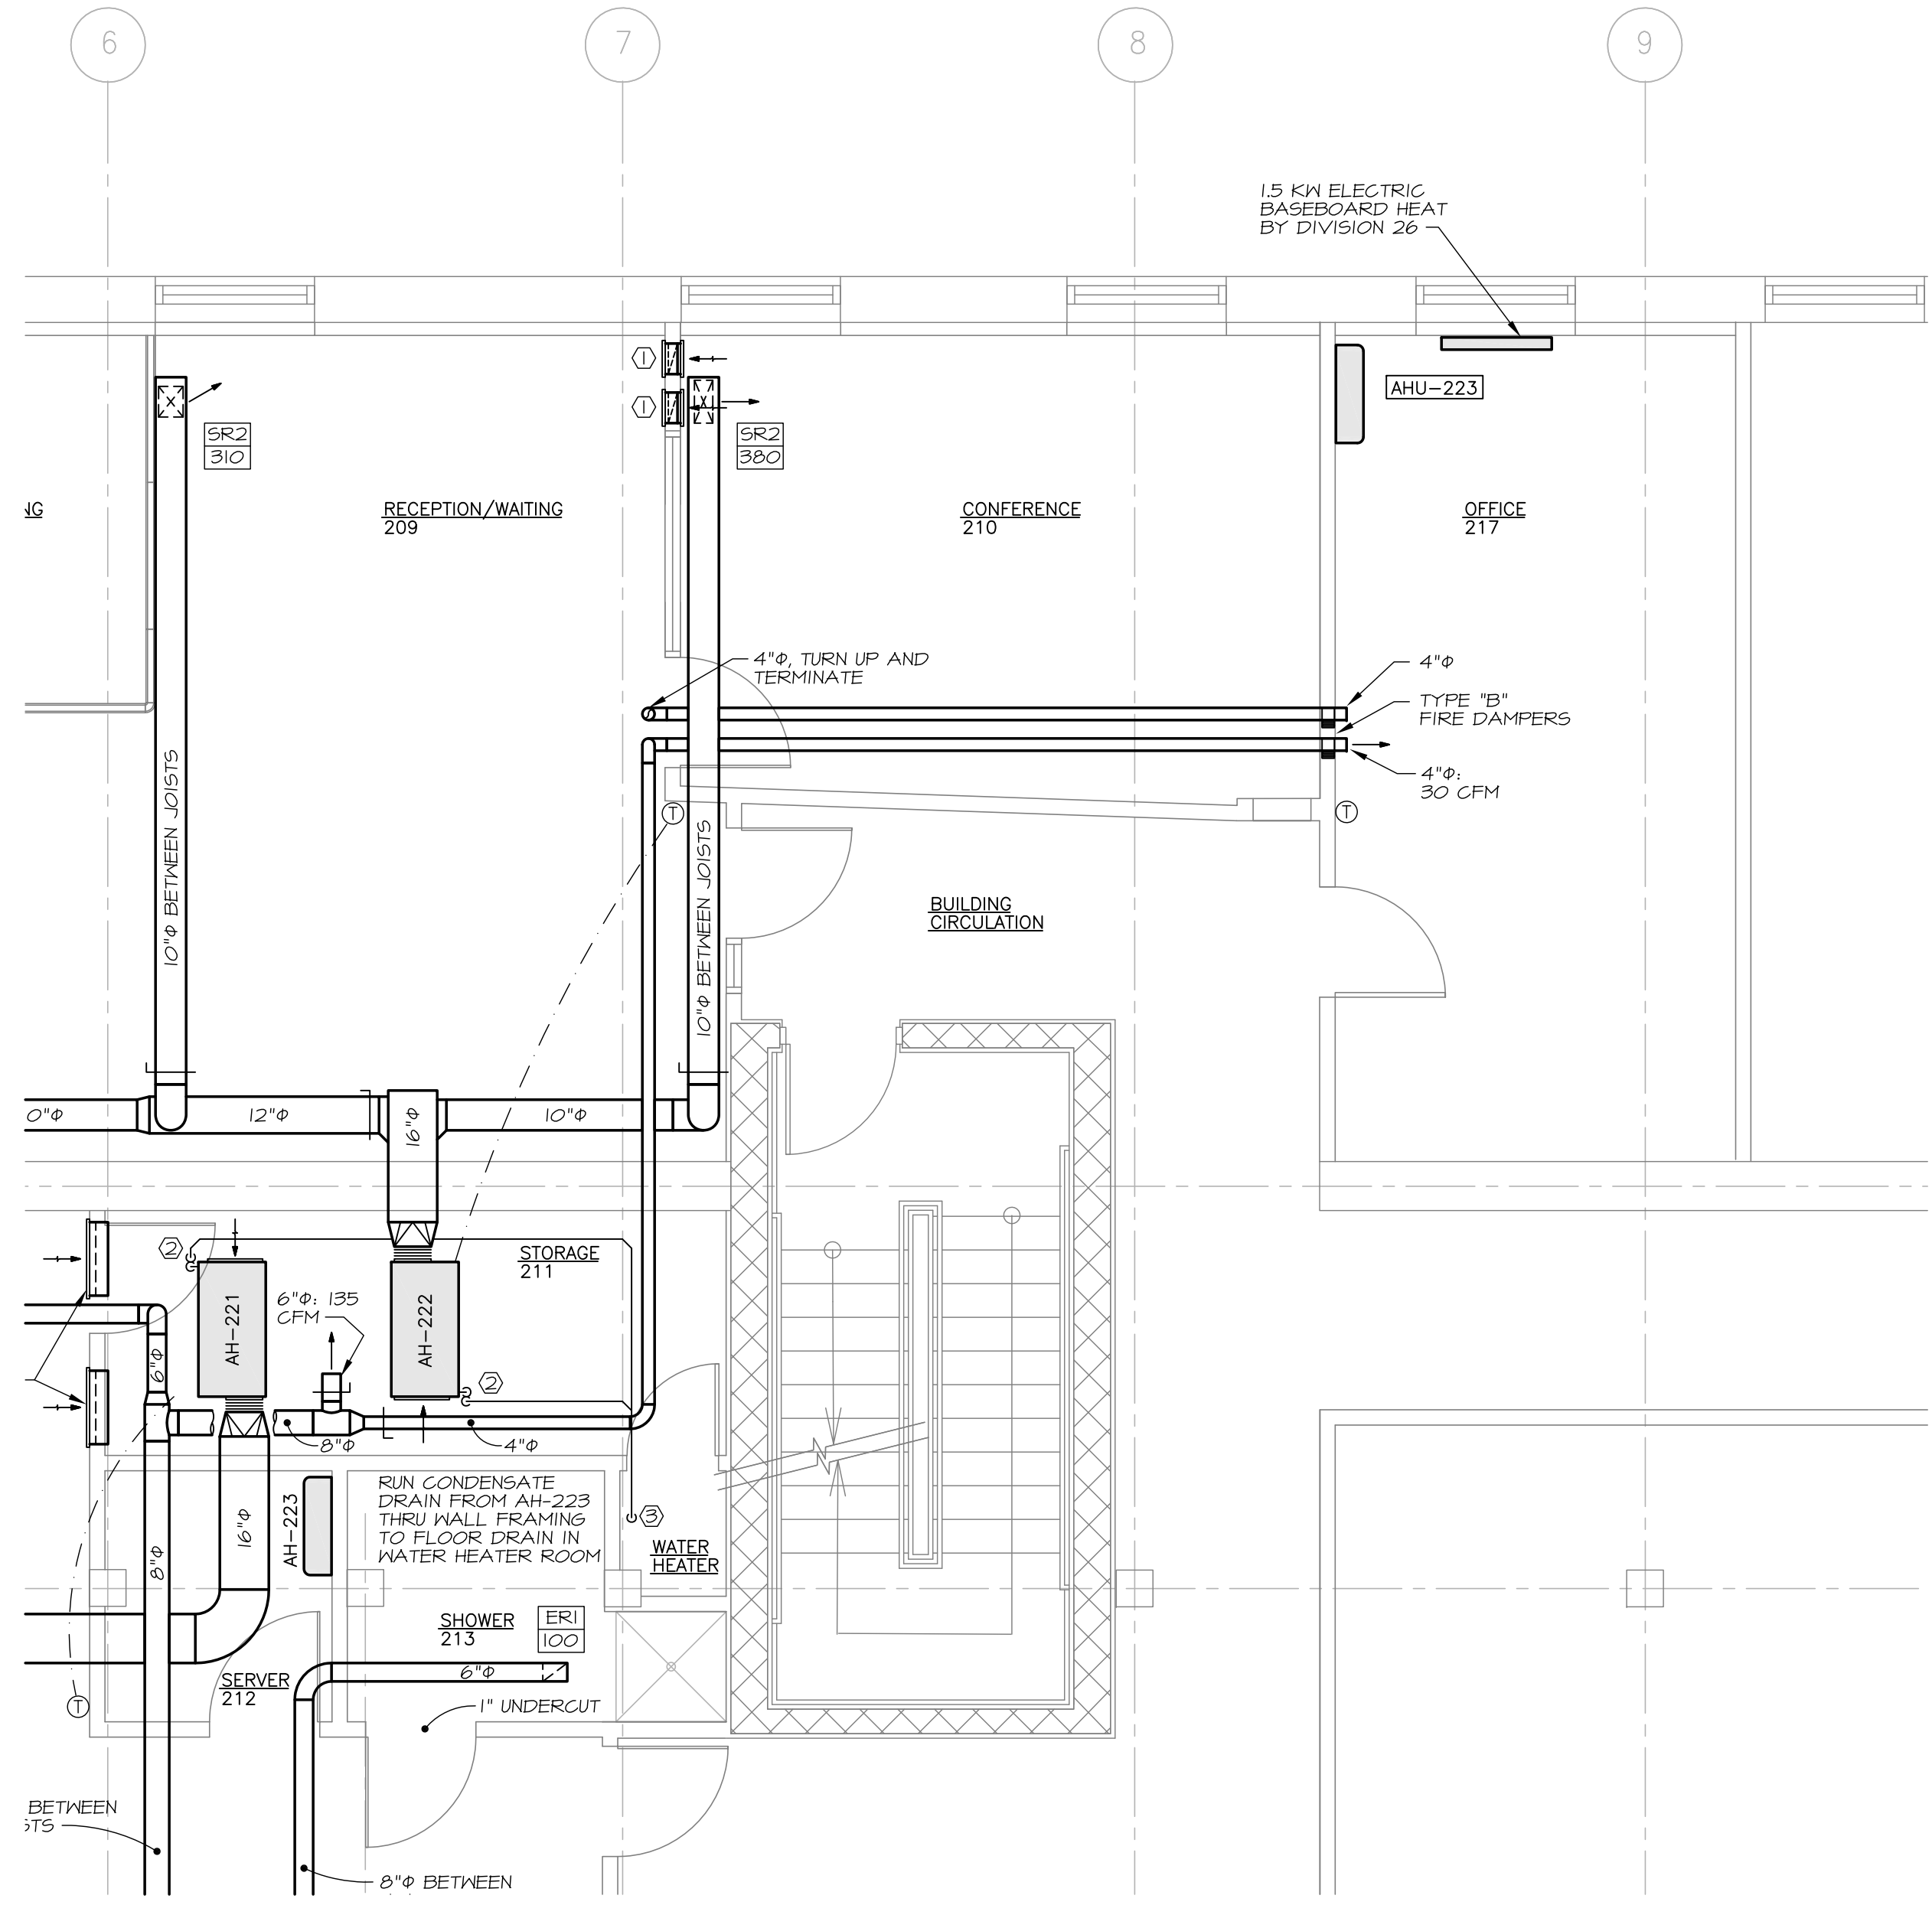 6
7
8
9
1.5 KW ELECTRIC
BASEBOARD HEAT
BY DIVISION 26
1
1
AHU-223
SR2
310
SR2
380
NG
RECEPTION/WAITING
209
CONFERENCE
210
OFFICE
217
4"Φ, TURN UP AND
TERMINATE
4"Φ
TYPE "B"
FIRE DAMPERS
4"Φ:
30 CFM
T
T
10"Φ BETWEEN JOISTS
10"Φ BETWEEN JOISTS
BUILDING
CIRCULATION
0"Φ
12"Φ
16"Φ
10"Φ
2
STORAGE
211
AH-221
6"Φ: 135
CFM
AH-222
2
6"Φ
8"Φ
4"Φ
RUN CONDENSATE
DRAIN FROM AH-223
THRU WALL FRAMING
TO FLOOR DRAIN IN
WATER HEATER ROOM
3
AH-223
16"Φ
8"Φ
WATER
HEATER
SHOWER
213
ER1
100
6"Φ
SERVER
212
T
1" UNDERCUT
BETWEEN
STS
8"Φ BETWEEN